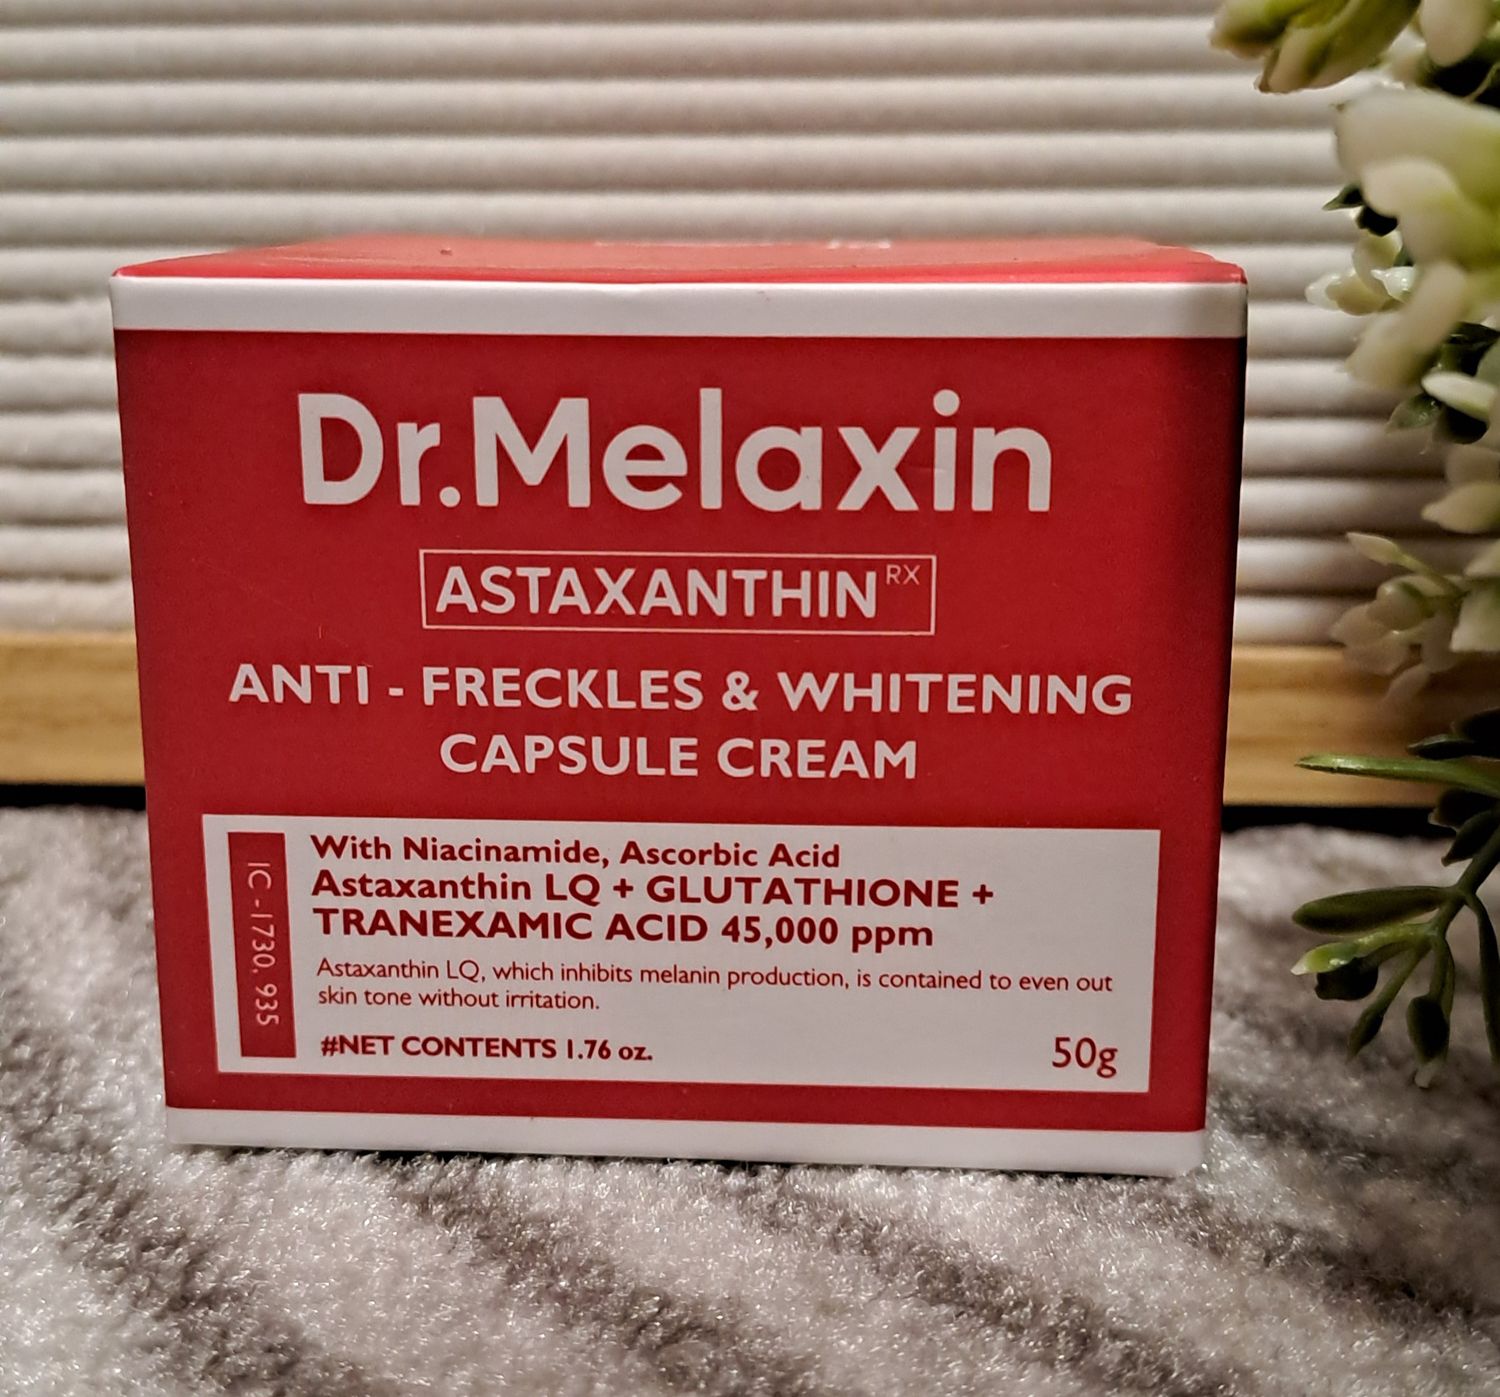 Dr.Melaxin
ASTAXANTHIN RX
ANTI - FRECKLES & WHITENING
CAPSULE CREAM
IC-1730, 935
With Niacinamide, Ascorbic Acid
Astaxanthin LQ + GLUTATHIONE +
TRANEXAMIC ACID 45,000 ppm
Astaxanthin LQ, which inhibits melanin production, is contained to even out
skin tone without irritation.
#NET CONTENTS 1.76 oz.
50g